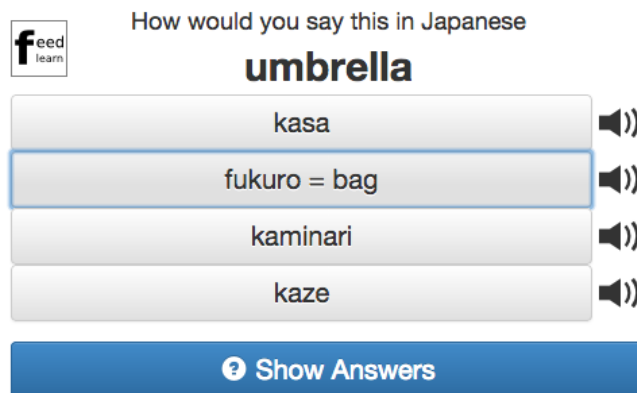 feed
learn
How would you say this in Japanese
umbrella
kasa
fukuro = bag
kaminari
kaze
? Show Answers